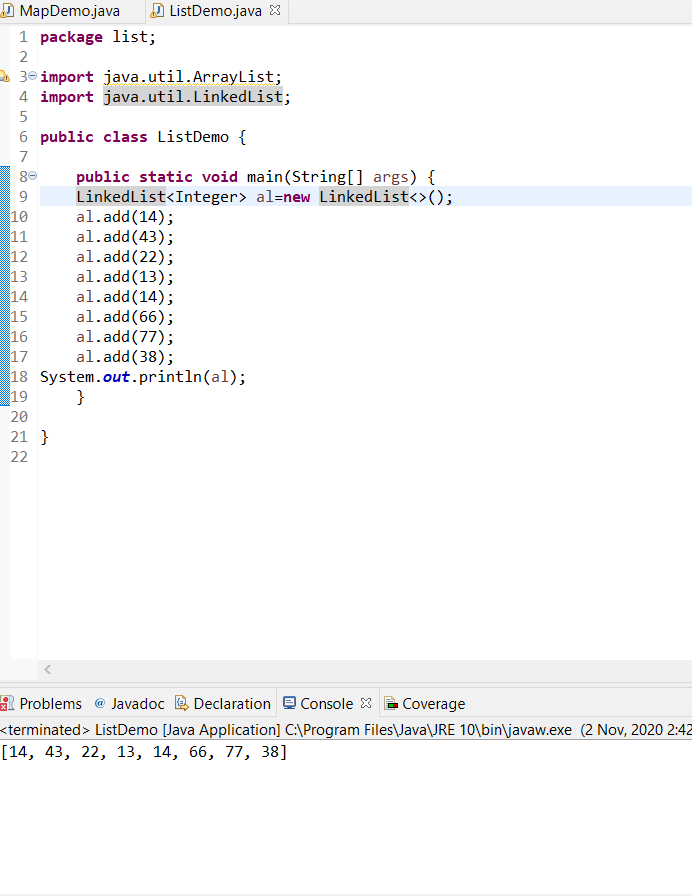 MapDemo.java ListDemo.java
1 package list;
2
3 import java.util.ArrayList;
4 import java.util.LinkedList;
5
6 public class ListDemo {
7
8     public static void main(String[] args) {
9     LinkedList<Integer> al=new LinkedList<>();
10     al.add(14);
11     al.add(43);
12     al.add(22);
13     al.add(13);
14     al.add(14);
15     al.add(66);
16     al.add(77);
17     al.add(38);
18 System.out.println(al);
19     }
20
21 }
22
Problems @ Javadoc Declaration Console Coverage
<terminated> ListDemo [Java Application] C:\Program Files\Java\JRE 10\bin\javaw.exe (2 Nov, 2020 2:42
[14, 43, 22, 13, 14, 66, 77, 38]